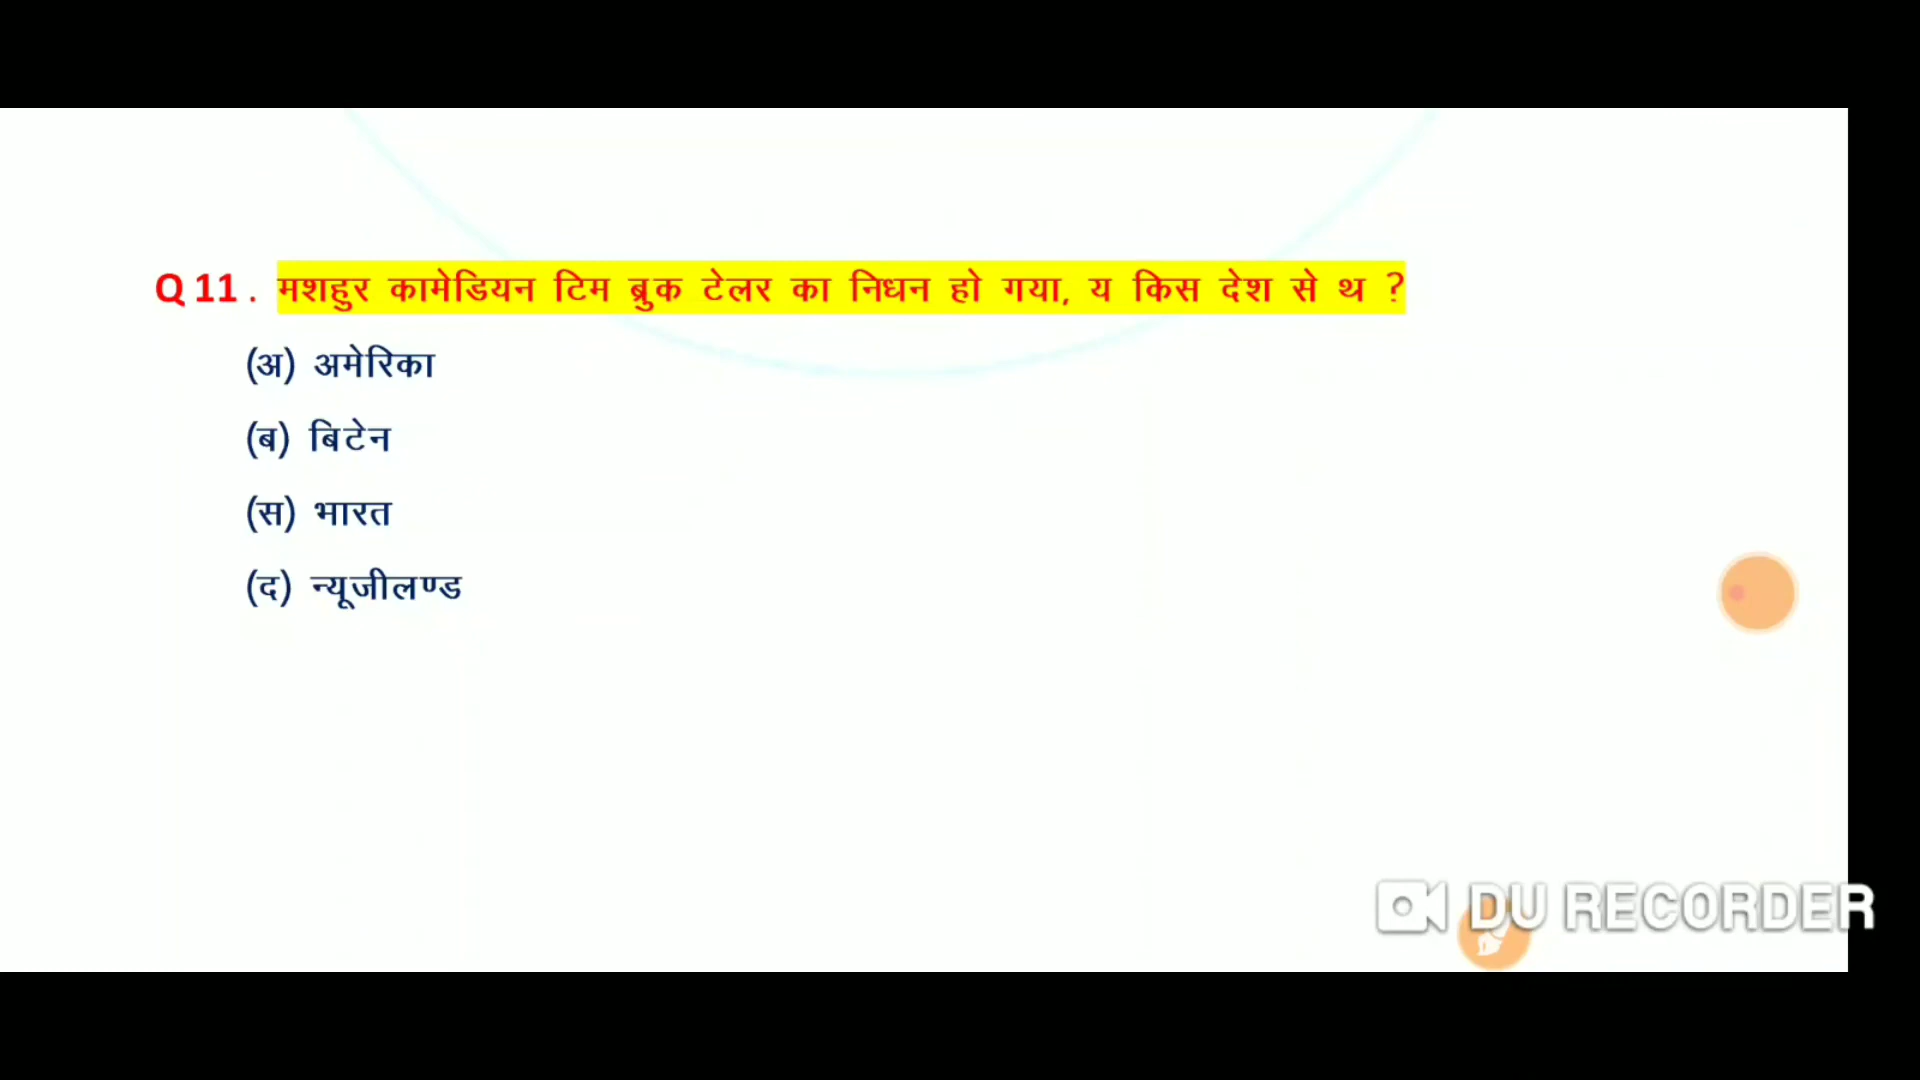 Q 11 . मशहुर कामेडियन टिम ब्रुक टेलर का निधन हो गया, य किस देश से थ ?
(अ) अमेरिका
(ब) बिटेन
(स) भारत
(द) न्यूजीलण्ड
DU RECORDER